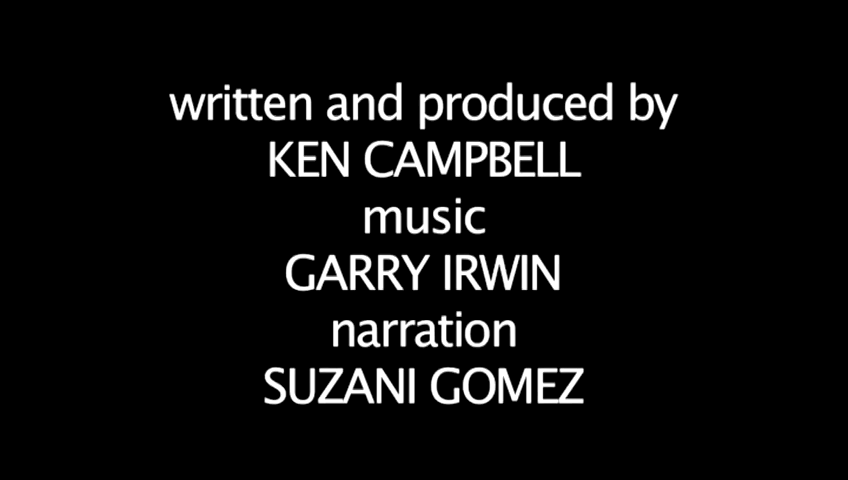 written and produced by
KEN CAMPBELL
music
GARRY IRWIN
narration
SUZANI GOMEZ